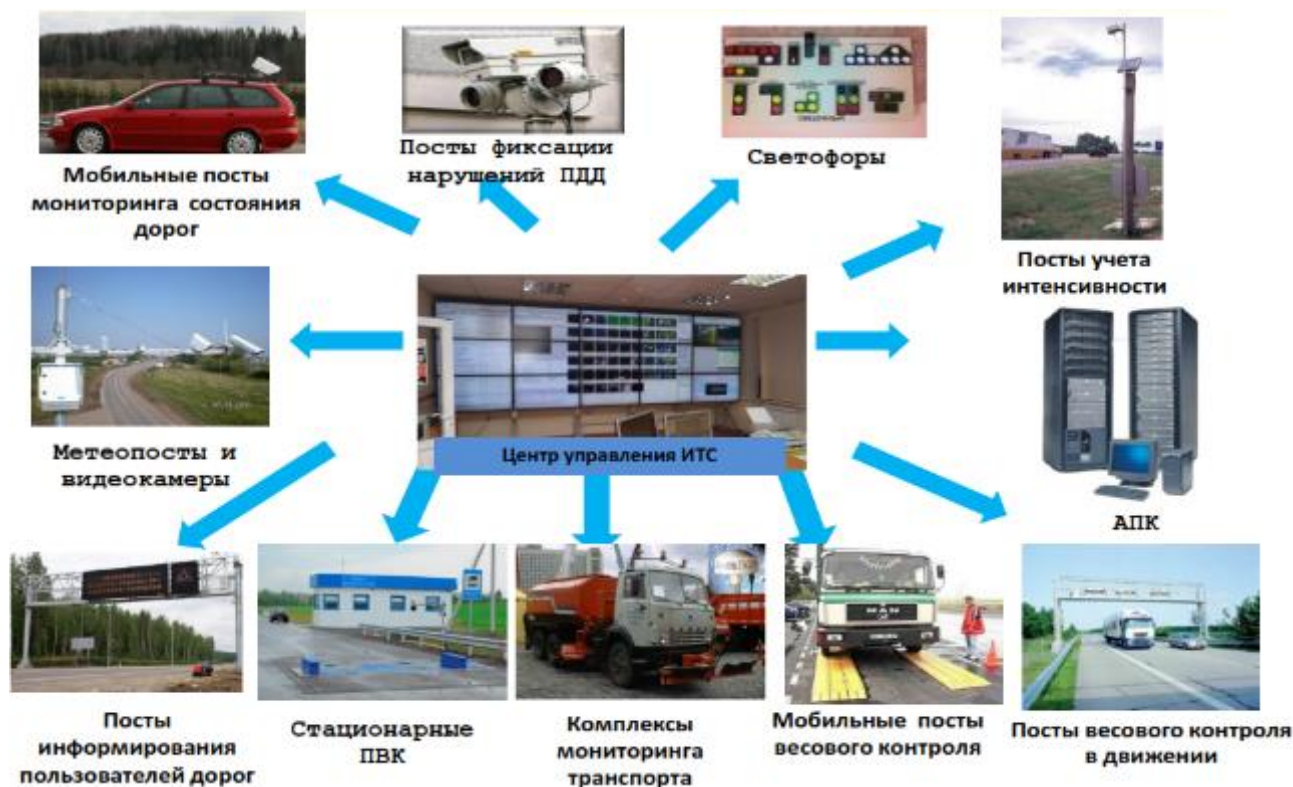 Мобильные посты
мониторинга состояния
дорог
Посты фиксации
нарушений ПДД
Светофоры
Посты учета
интенсивности
Метеопосты и
видеокамеры
Центр управления ИТС
АПК
Посты
информирования
пользователей дорог
Стационарные
ПВК
Комплексы
мониторинга
транспорта
Мобильные посты
весового контроля
Посты весового контроля
в движении
MAN